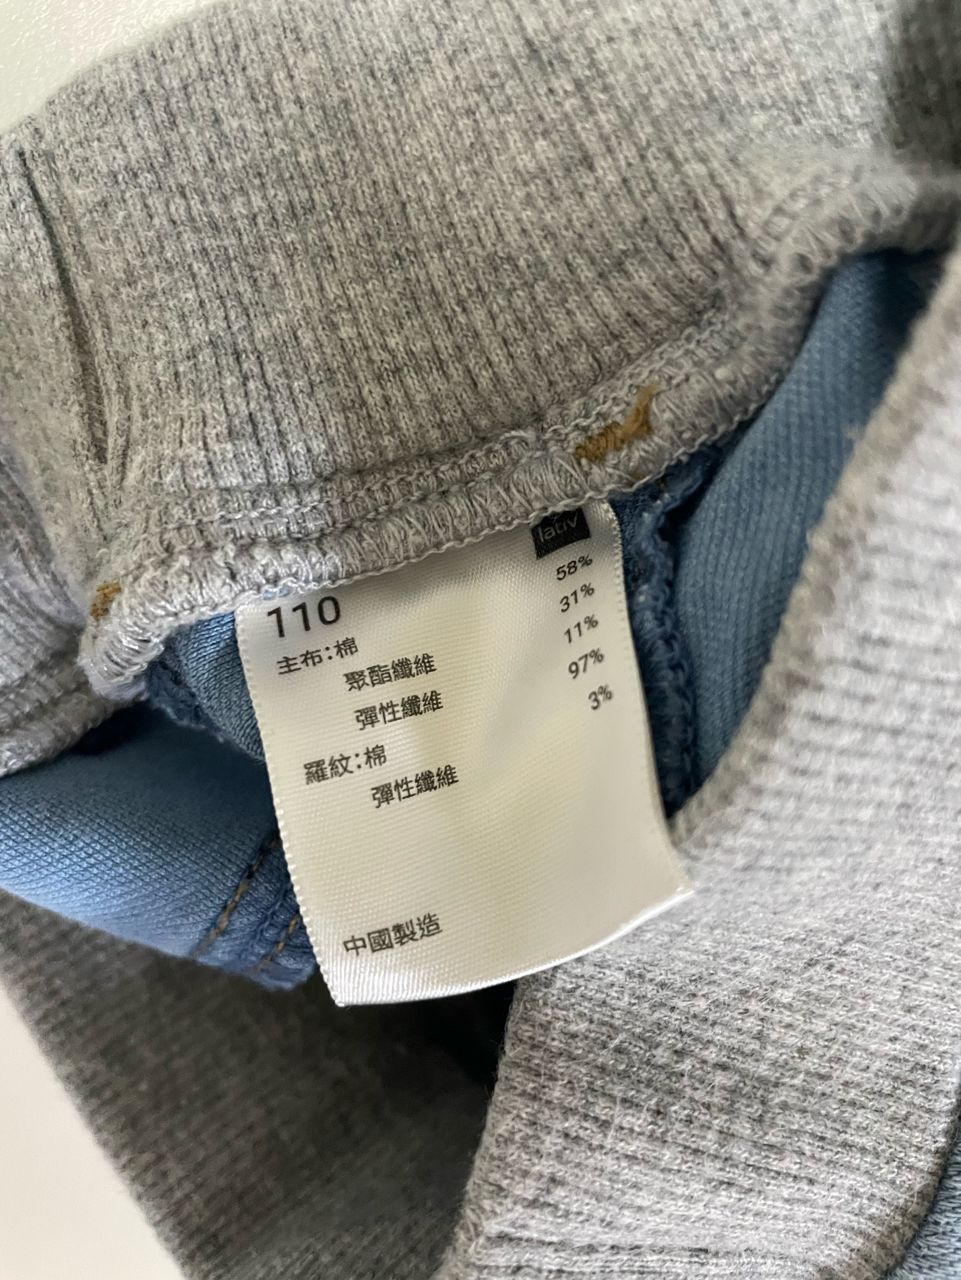 lativ
110
主布:棉 58%
聚酯纖維 31%
彈性纖維 11%
羅紋:棉 97%
彈性纖維 3%
中國製造